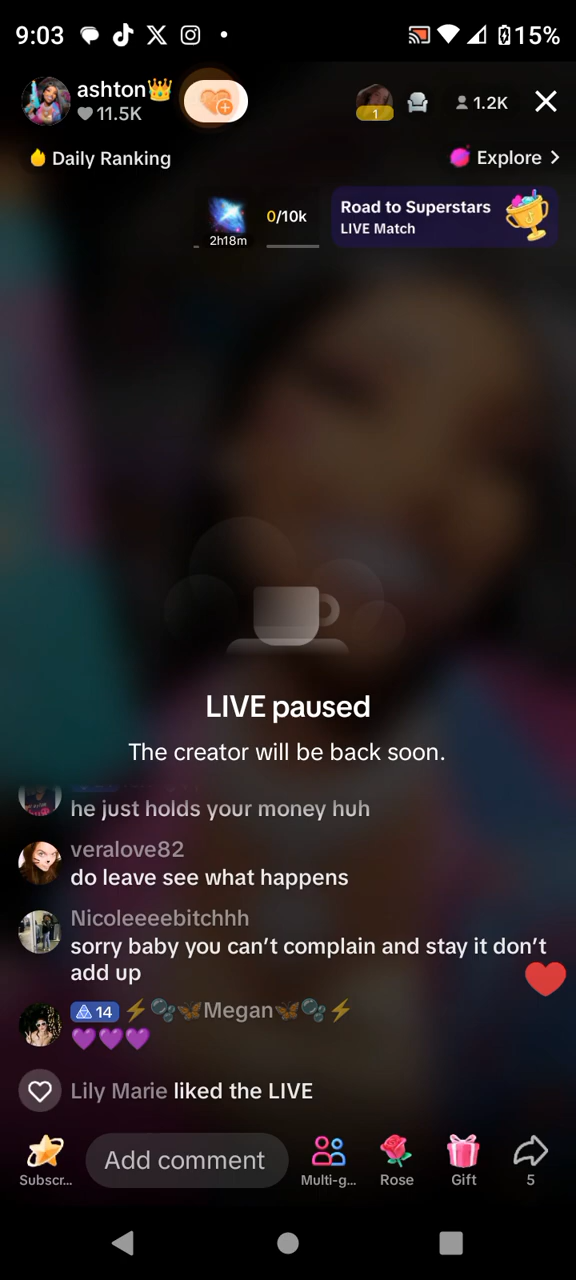 9:03
15%
ashton👑
11.5K
1
1.2K
Daily Ranking
Explore >
2h18m
0/10k
Road to Superstars
LIVE Match
LIVE paused
The creator will be back soon.
he just holds your money huh
veralove82
do leave see what happens
Nicoleeeebitchhh
sorry baby you can’t complain and stay it don’t
add up
14 ⚡🫧🦋Megan🦋🫧⚡
💜💜💜
Lily Marie liked the LIVE
Add comment
Subscr...
Multi-g...
Rose
Gift
5